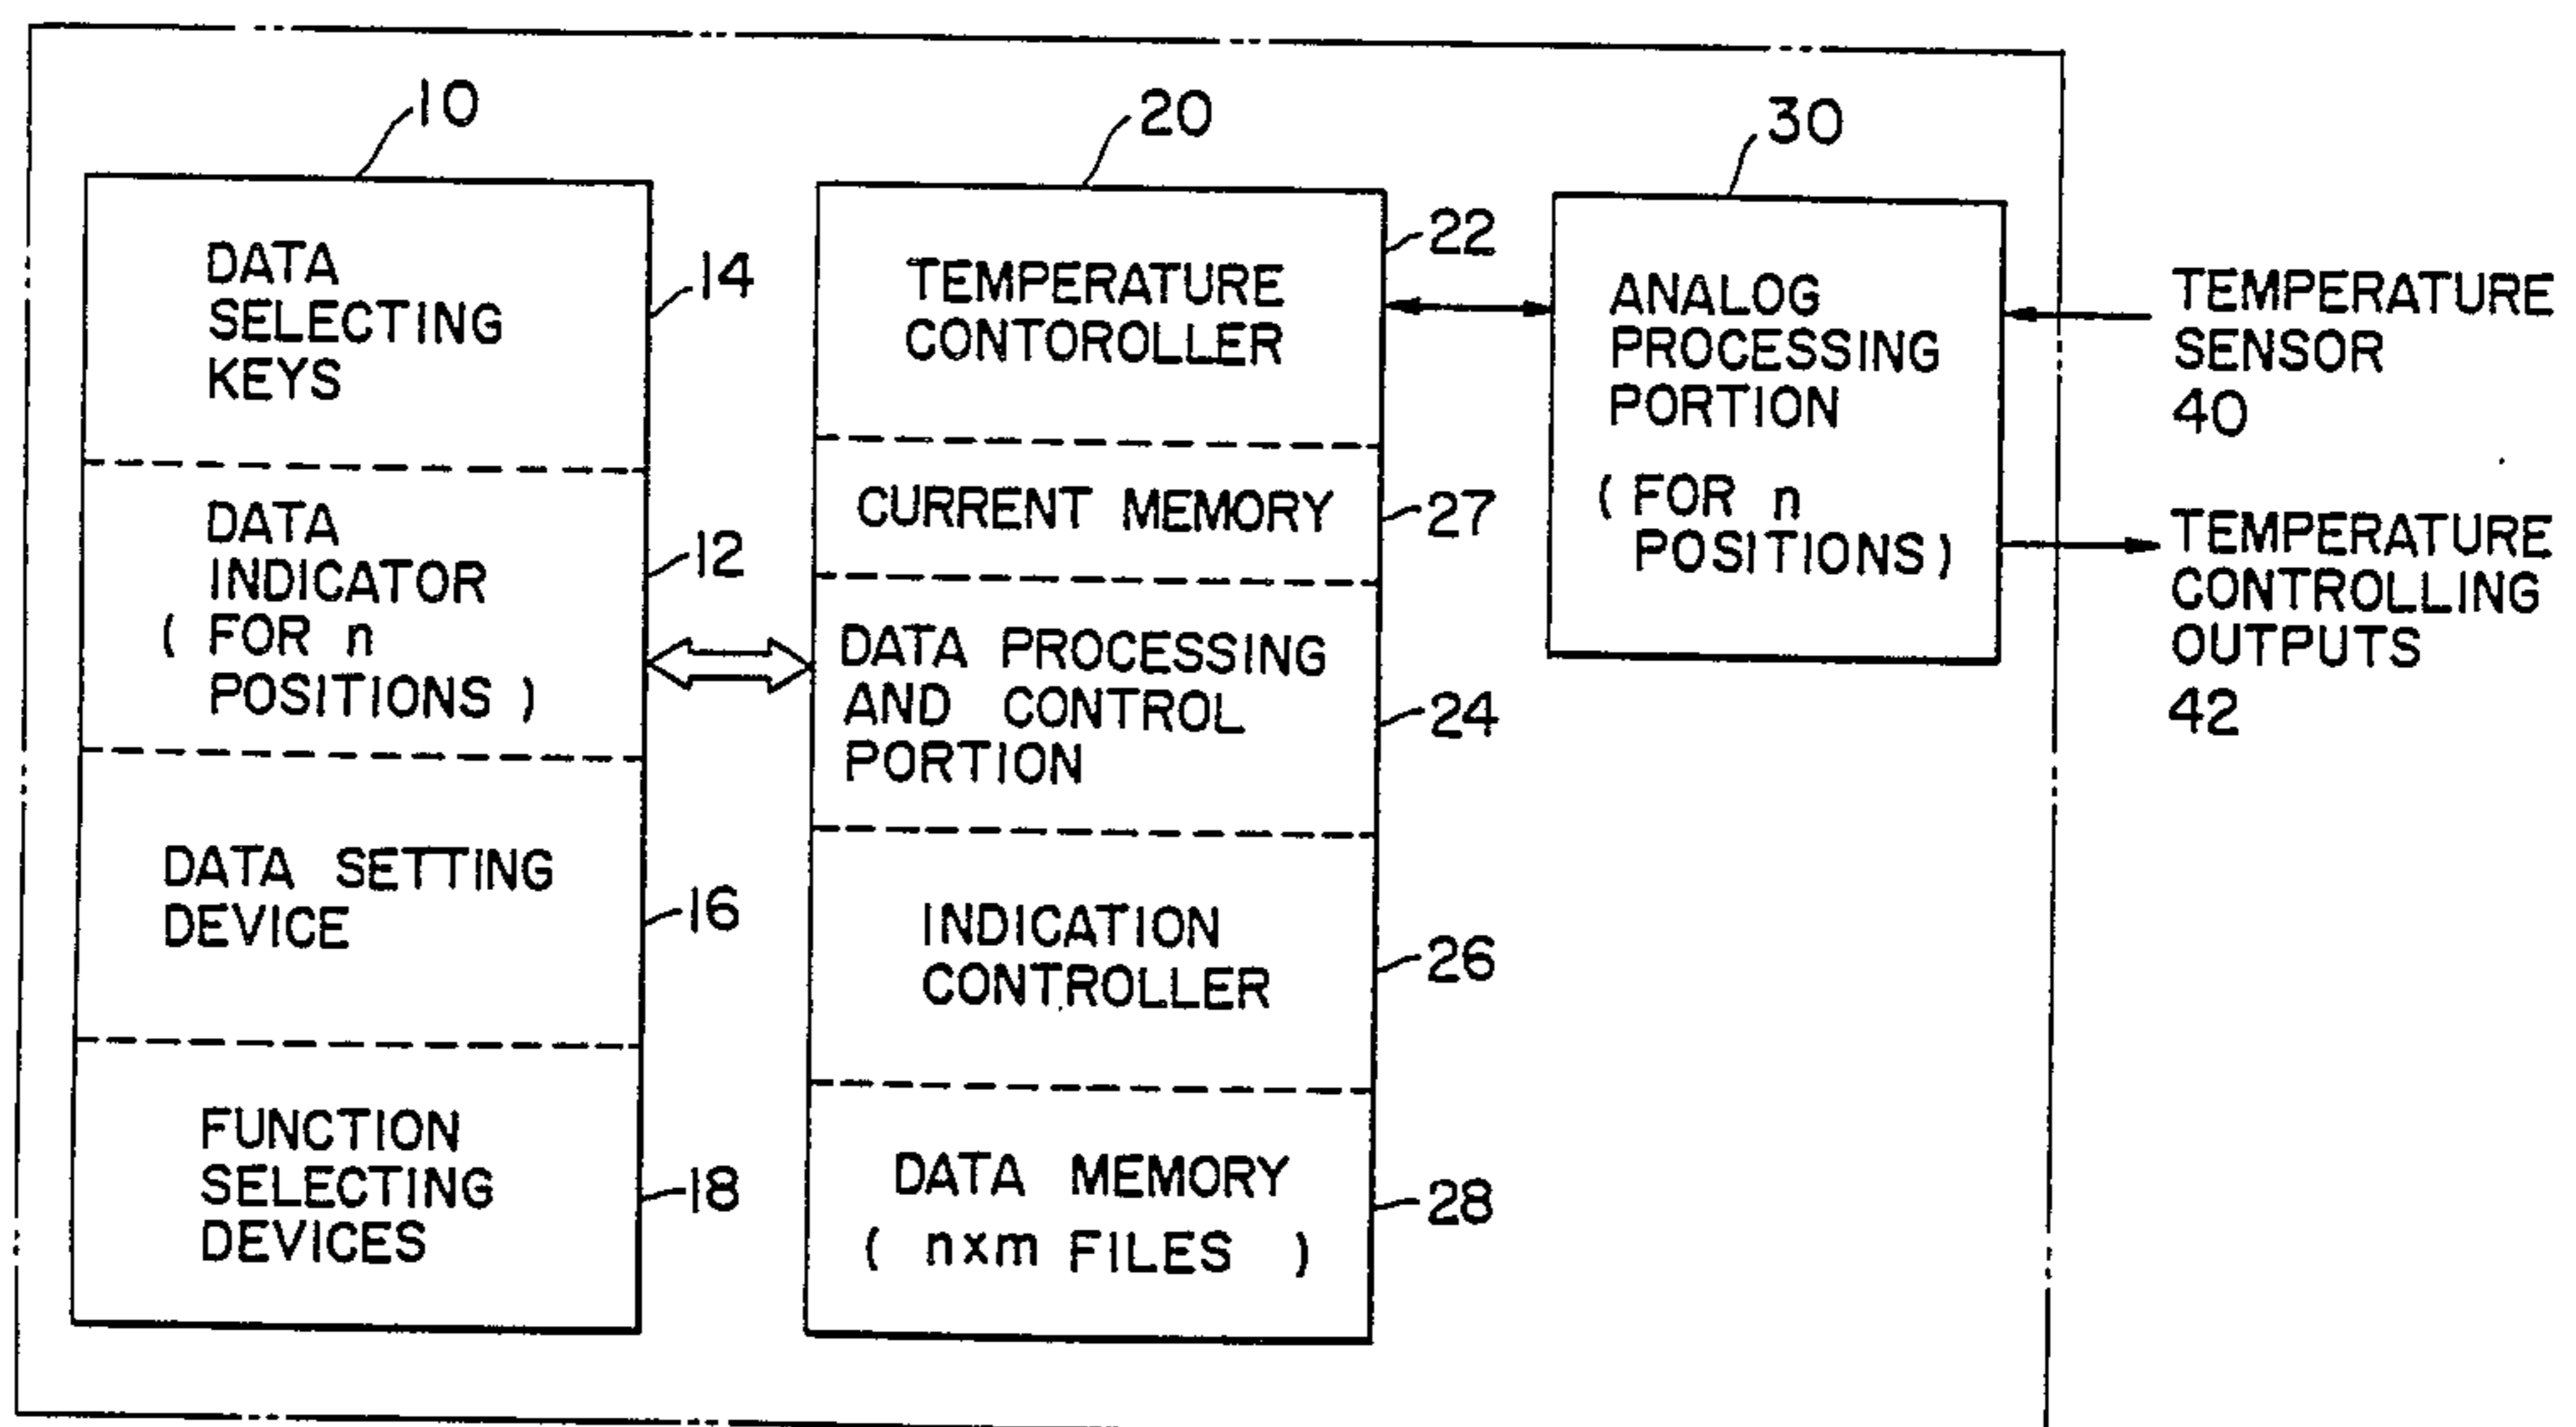 10
20
30
DATA
SELECTING
KEYS
14
DATA
INDICATOR
( FOR n
POSITIONS )
12
DATA SETTING
DEVICE
16
FUNCTION
SELECTING
DEVICES
18
TEMPERATURE
CONTOROLLER
22
CURRENT MEMORY
27
DATA PROCESSING
AND CONTROL
PORTION
24
INDICATION
CONTROLLER
26
DATA MEMORY
( n×m FILES )
28
ANALOG
PROCESSING
PORTION
( FOR n
POSITIONS )
TEMPERATURE
SENSOR
40
TEMPERATURE
CONTROLLING
OUTPUTS
42